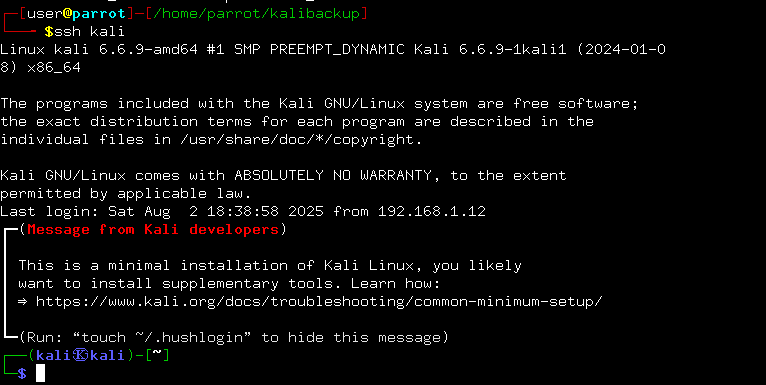 ┌─[user@parrot]─[/home/parrot/kalibackup]
└──╼ $ssh kali
Linux kali 6.6.9-amd64 #1 SMP PREEMPT_DYNAMIC Kali 6.6.9-1kali1 (2024-01-0
8) x86_64
The programs included with the Kali GNU/Linux system are free software;
the exact distribution terms for each program are described in the
individual files in /usr/share/doc/*/copyright.
Kali GNU/Linux comes with ABSOLUTELY NO WARRANTY, to the extent
permitted by applicable law.
Last login: Sat Aug  2 18:38:58 2025 from 192.168.1.12
┏━(Message from Kali developers)
┃
┃ This is a minimal installation of Kali Linux, you likely
┃ want to install supplementary tools. Learn how:
┃ ⇒ https://www.kali.org/docs/troubleshooting/common-minimum-setup/
┃
┗━(Run: “touch ~/.hushlogin” to hide this message)
┌──(kali㉿kali)-[~]
└─$